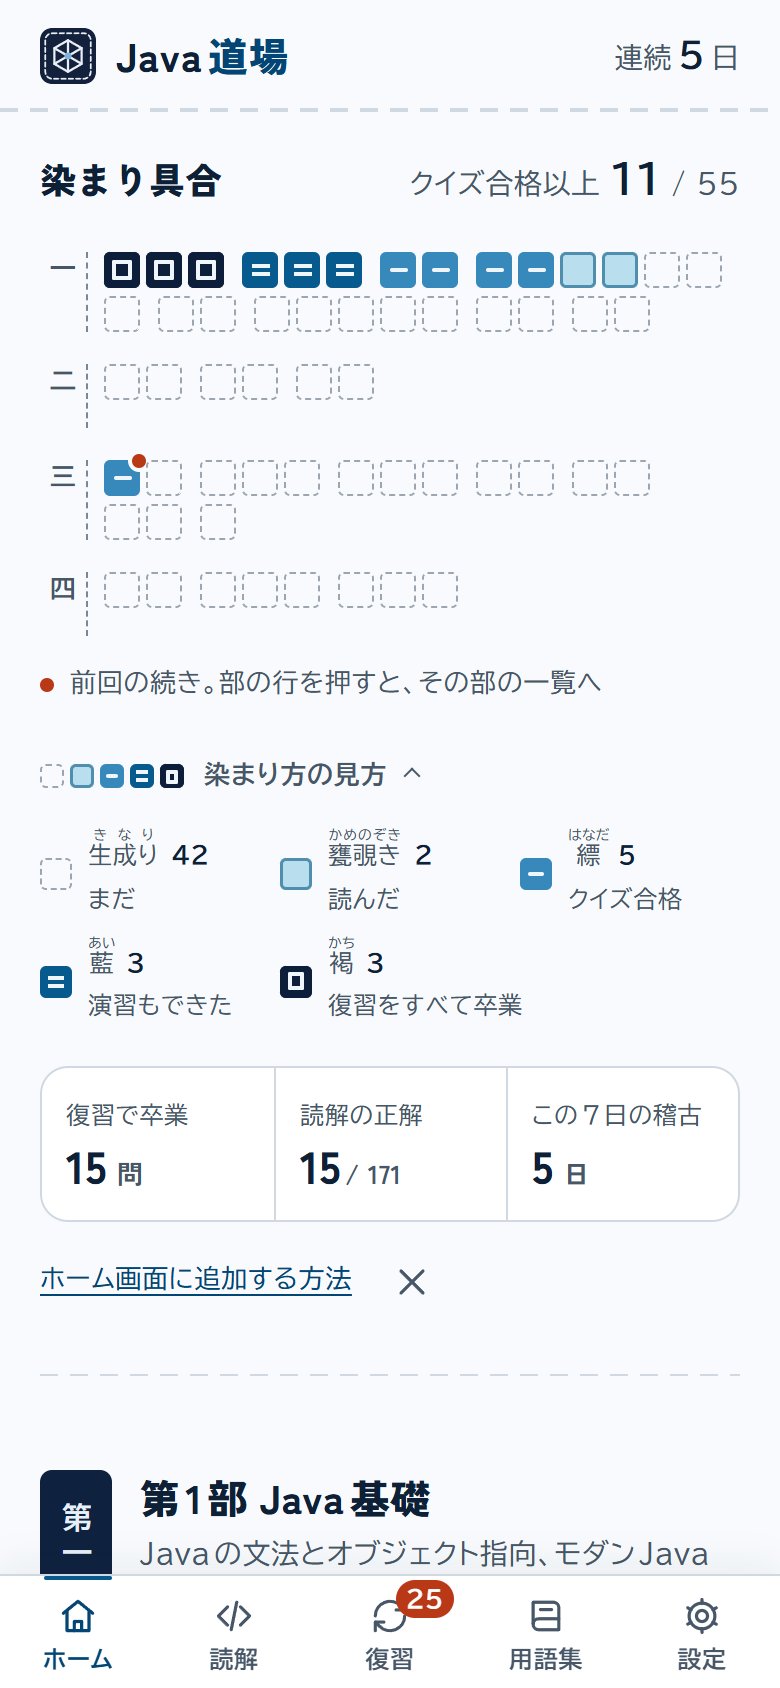 Java道場
連続 5 日
染まり具合
クイズ合格以上 11 / 55
一
二
三
四
前回の続き。部の行を押すと、その部の一覧へ
染まり方の見方
きなり
生成り 42
まだ
かめのぞき
甕覗き 2
読んだ
はなだ
縹 5
クイズ合格
あい
藍 3
演習もできた
かち
褐 3
復習をすべて卒業
復習で卒業
15 問
読解の正解
15 / 171
この7日の稽古
5 日
ホーム画面に追加する方法
第一
第1部 Java基礎
Javaの文法とオブジェクト指向、モダンJava
ホーム
読解
25
復習
用語集
設定